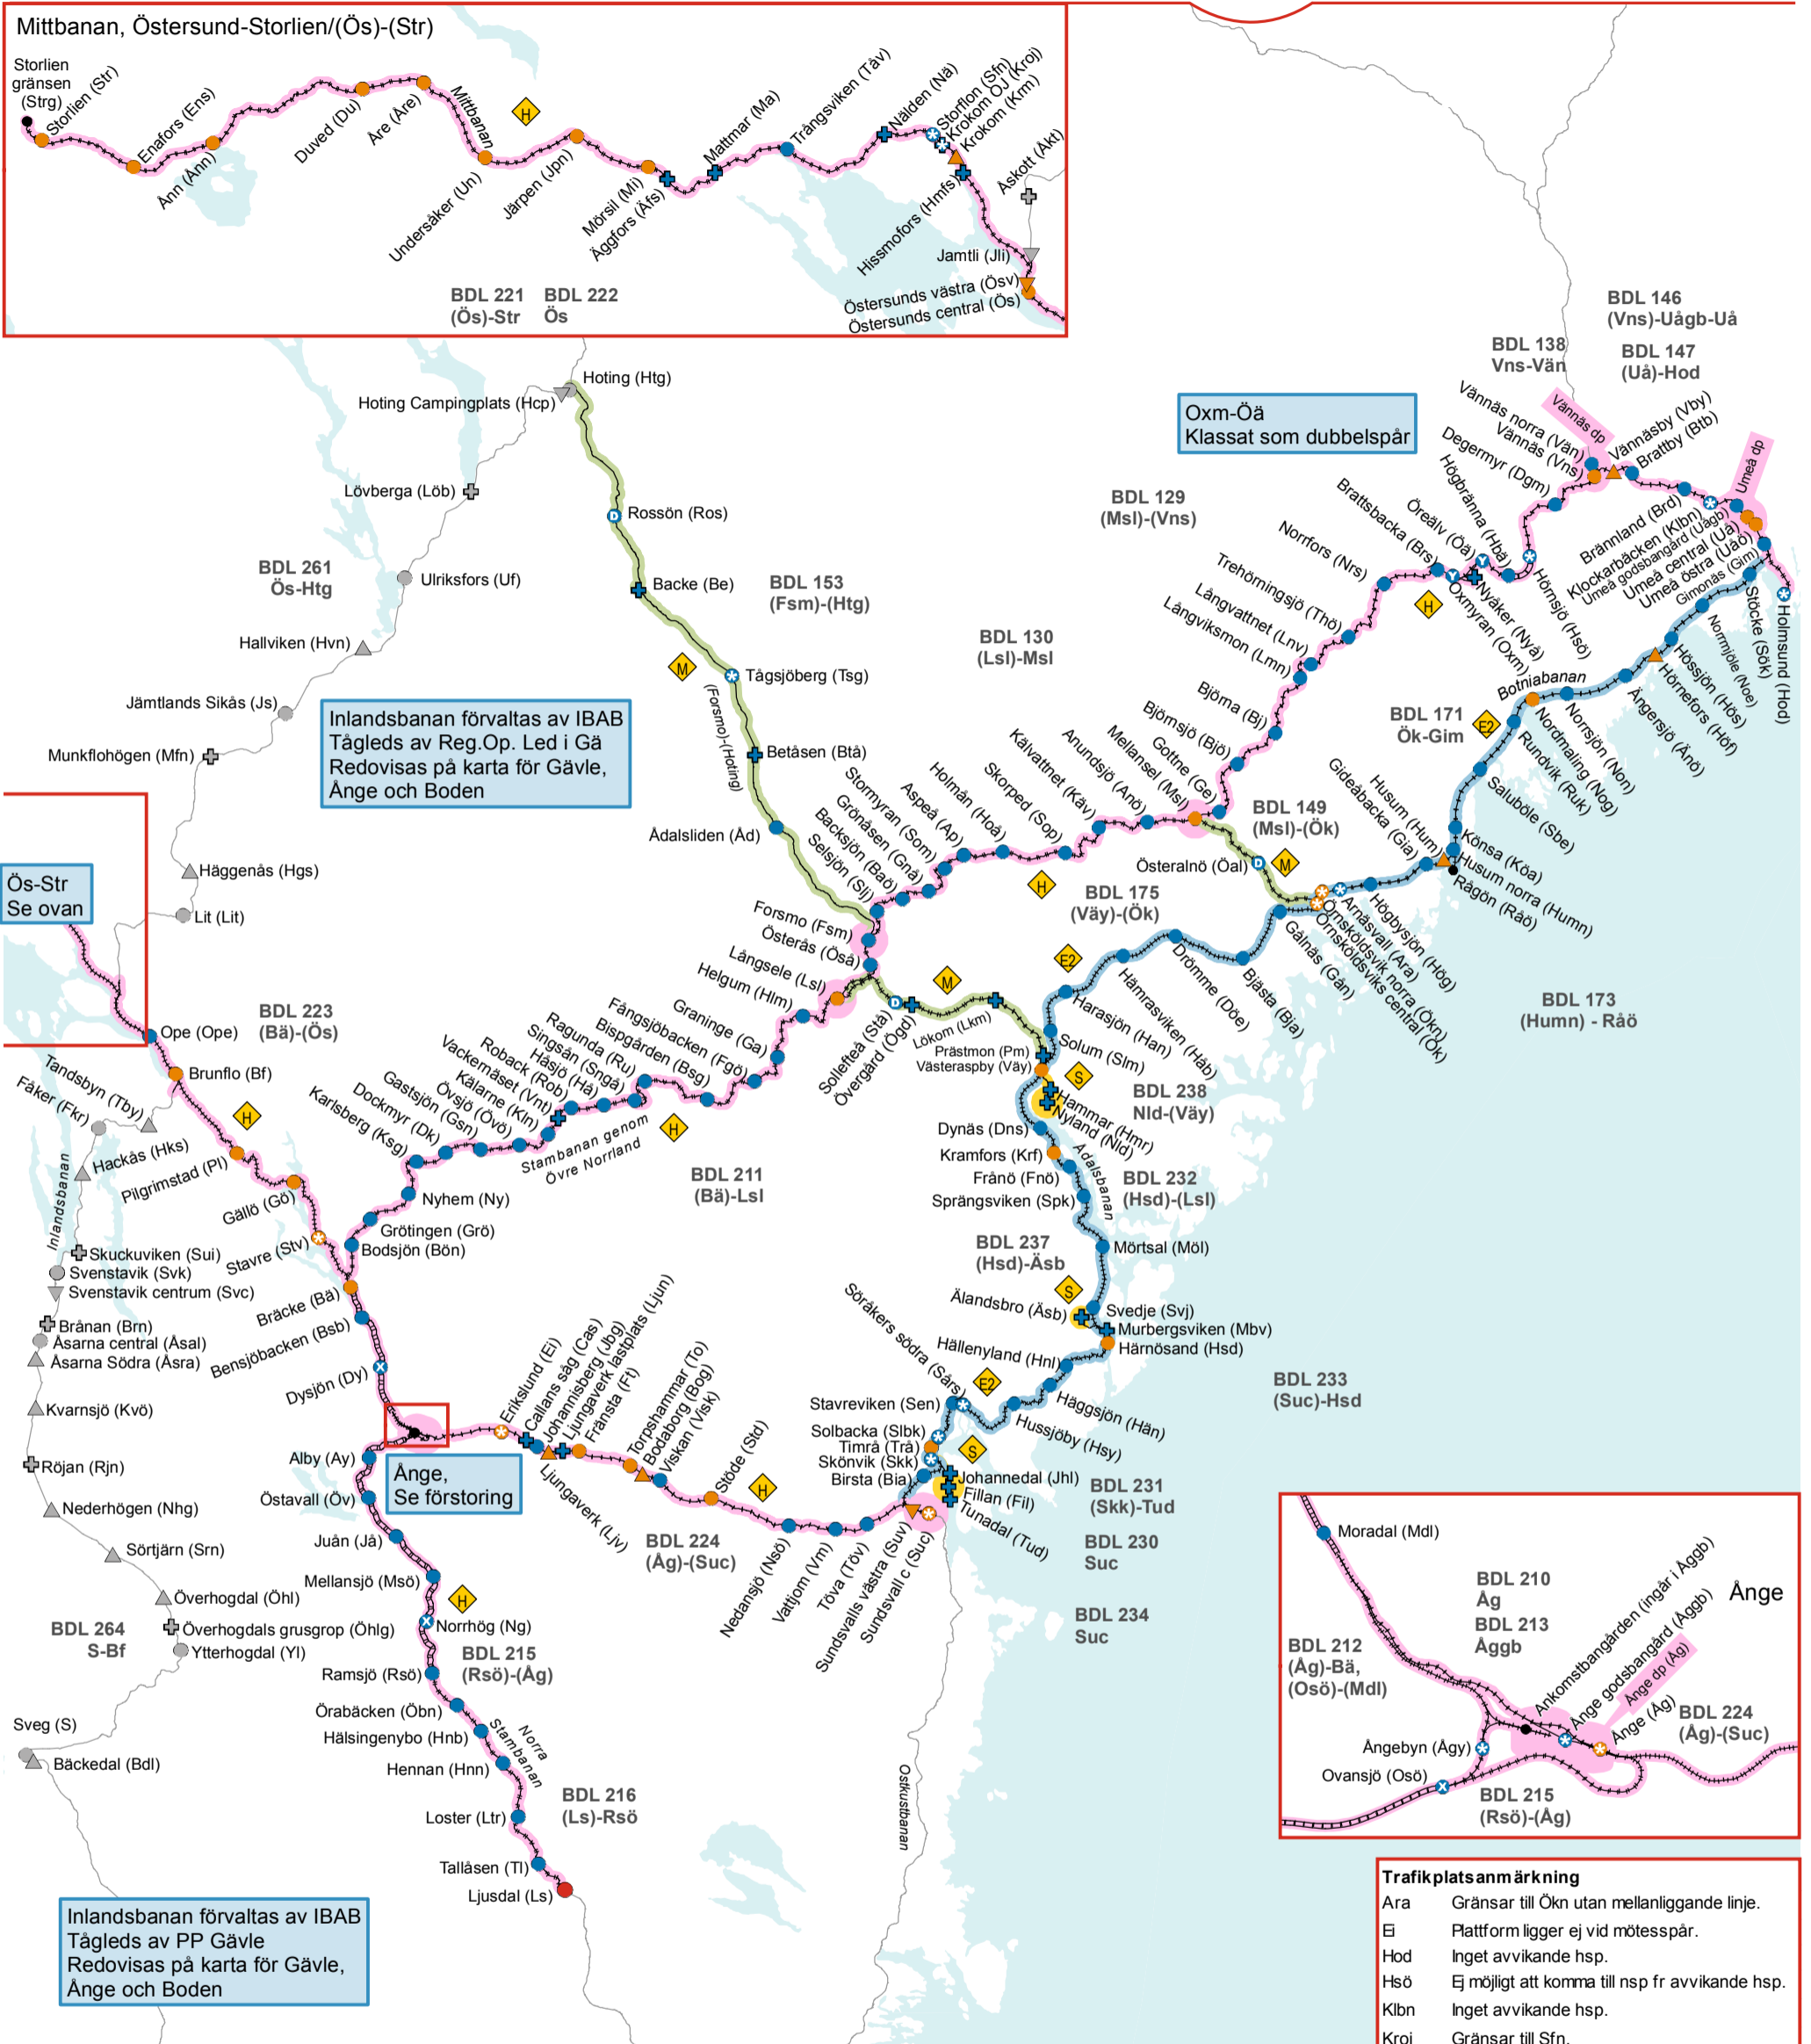 Mittbanan, Östersund-Storlien/(Ös)-(Str)
Storlien
gränsen
(Strg)
Storlien (Str)
Enafors (Ens)
Ånn (Ånn)
Duved (Du)
Åre (Åre)
Mittbanan
H
Undersåker (Un)
Järpen (Jpn)
Mörsil (Mi)
Äggfors (Äfs)
Mattmar (Ma)
Trångsviken (Tåv)
Nälden (Nä)
Storflon (Sfn)
Krokom ÖJ (Kroj)
Krokom (Krm)
Hissmofors (Hmfs)
Åskott (Åkt)
Jamtli (Jli)
Östersunds västra (Ösv)
Östersunds central (Ös)
BDL 221
(Ös)-Str
BDL 222
Ös
Hoting (Htg)
Hoting Campingplats (Hcp)
Lövberga (Löb)
Rossön (Ros)
D
BDL 261
Ös-Htg
Ulriksfors (Uf)
Backe (Be)
BDL 153
(Fsm)-(Htg)
Hallviken (Hvn)
M
Tågsjöberg (Tsg)
(Forsmo)-(Hoting)
Jämtlands Sikås (Js)
Munkflohögen (Mfn)
Inlandsbanan förvaltas av IBAB
Tågleds av Reg.Op. Led i Gä
Redovisas på karta för Gävle,
Ånge och Boden
Betåsen (Btå)
Ådalsliden (Åd)
Häggenås (Hgs)
Lit (Lit)
Ös-Str
Se ovan
Oxm-Öä
Klassat som dubbelspår
BDL 146
(Vns)-Uågb-Uå
BDL 138
Vns-Vän
BDL 147
(Uå)-Hod
BDL 129
(Msl)-(Vns)
BDL 130
(Lsl)-Msl
Vännäs dp
Vännäs norra (Vän)
Vännäs (Vns)
Degermyr (Dgm)
Högbränna (Hbä)
Öreälv (Öä)
Brattsbacka (Brs)
Norrfors (Nrs)
Trehörningsjö (Thö)
Långvattnet (Lnv)
Långviksmon (Lmn)
Björna (Bj)
Björnsjö (Bjö)
Gottne (Ge)
Mellansel (Msl)
Anundsjö (Anö)
Kälvattnet (Käv)
Skorped (Sop)
Holmån (Hoå)
Aspeå (Ap)
Stormyran (Som)
Grönåsen (Gnå)
Backsjön (Baö)
Selsjön (Slj)
Forsmo (Fsm)
Österås (Öså)
Långsele (Lsl)
Helgum (Hlm)
Graninge (Ga)
Fångsjöbacken (Fgö)
Bispgården (Bsg)
Ragunda (Ru)
Singsån (Sngå)
Håsjö (Hå)
Roback (Rob)
Vackernäset (Vnt)
Kälarne (Kln)
Övsjö (Övö)
Gastsjön (Gsn)
Docknyr (Dk)
Karlsberg (Ksg)
Vännäsby (Vby)
Brattby (Btb)
Umeå dp
Brännland (Brd)
Klockarbäcken (Klbn)
Umeå godsbangård (Uågb)
Umeå central (Uå)
Umeå östra (Uåö)
Gimonäs (Gim)
Holmsund (Hod)
Stöcke (Sök)
Norrmjöle (Noe)
Hössjön (Hös)
Hörnefors (Höf)
Ängersjö (Änö)
Norrsjön (Non)
Nordmaling (Nog)
Rundvik (Ruk)
Saluböle (Sbe)
Y
Y
Nyåker (Nyå)
Oxmyran (Oxm)
Hörnsjö (Hsö)
H
Botniabanan
BDL 171
Ök-Gim
E2
Könsa (Köa)
Husum norra (Humn)
Rågön (Råö)
Husum (Hum)
Gideåbacka (Gia)
BDL 149
(Msl)-(Ök)
Österalnö (Öal)
D
M
Högbysjön (Hög)
Arnäsvall (Ara)
Örnsköldsvik norra (Ökn)
Örnsköldsviks central (Ök)
Gålnäs (Gån)
Bjästa (Bja)
Drömme (Döe)
Hämrasviken (Häb)
Harasjön (Han)
Solum (Slm)
H
BDL 175
(Väy)-(Ök)
E2
M
D
BDL 173
(Humn) - Råö
Sollefteå (Stå)
Övergård (Ögd)
Lökom (Lkm)
Prästmon (Pm)
Västeraspby (Väy)
S
BDL 238
Nld-(Väy)
Hammar (Hmr)
Nyland (Nld)
Dynäs (Dns)
Kramfors (Krf)
Frånö (Fnö)
Sprängsviken (Spk)
Ådalsbanan
BDL 232
(Hsd)-(Lsl)
BDL 237
(Hsd)-Äsb
Mörtsal (Möl)
S
Älandsbro (Äsb)
Svedje (Svj)
Murbergsviken (Mbv)
Härnösand (Hsd)
Hällenyland (Hnl)
Häggsjön (Hän)
Hussjöby (Hsy)
E2
Söråkers södra (Sårs)
Stavreviken (Sen)
Solbacka (Slbk)
Timrå (Trå)
Skönvik (Skk)
Birsta (Bia)
S
Johannedal (Jhl)
Fillan (Fil)
Tunadal (Tud)
BDL 233
(Suc)-Hsd
BDL 231
(Skk)-Tud
BDL 230
Suc
BDL 234
Suc
BDL 223
(Bä)-(Ös)
Ope (Ope)
Brunflo (Bf)
Tandsbyn (Tby)
Fåker (Fkr)
Hackås (Hks)
H
Pilgrimstad (Pl)
Gällö (Gö)
Stavre (Stv)
Inlandsbanan
Skuckuviken (Sui)
Svenstavik (Svk)
Svenstavik centrum (Svc)
Brånan (Brn)
Åsarna central (Åsal)
Åsarna Södra (Åsra)
Kvarnsjö (Kvö)
Röjan (Rjn)
Nederhögen (Nhg)
Sörtjärn (Srn)
Överhogdal (Öhl)
Överhogdals grusgrop (Öhlg)
Ytterhogdal (Yl)
BDL 264
S-Bf
Sveg (S)
Bäckedal (Bdl)
Stambanan genom
Övre Norrland
H
BDL 211
(Bä)-Lsl
Nyhem (Ny)
Grötingen (Grö)
Bodsjön (Bön)
Bräcke (Bä)
Bensjöbacken (Bsb)
X
Dysjön (Dy)
Ånge,
Se förstoring
Alby (Ay)
Östavall (Öv)
Juån (Jå)
Mellansjö (Msö)
H
X
Norrhög (Ng)
BDL 215
(Rsö)-(Åg)
Ramsjö (Rsö)
Örabäcken (Öbn)
Hälsingenybo (Hnb)
Hennan (Hnn)
Norra
Stambanan
BDL 216
(Ls)-Rsö
Loster (Ltr)
Tallåsen (Tl)
Ljusdal (Ls)
Erikslund (Ei)
Callans såg (Cas)
Johannisberg (Jbg)
Ljungaverk lastplats (Ljun)
Fränsta (Ft)
Ljungaverk (Ljv)
Torpshammar (To)
Bodaborg (Bog)
Viskan (Visk)
Stöde (Std)
H
BDL 224
(Åg)-(Suc)
Nedansjö (Nsö)
Vattjom (Vm)
Töva (Töv)
Sundsvalls västra (Suv)
Sundsvall c (Suc)
Ostkustbanan
Inlandsbanan förvaltas av IBAB
Tågleds av PP Gävle
Redovisas på karta för Gävle,
Ånge och Boden
Moradal (Mdl)
BDL 210
Åg
BDL 213
Åggb
Ånge
BDL 212
(Åg)-Bä,
(Osö)-(Mdl)
Ankomstbangården (ingår i Åggb)
Ånge godsbangård (Åggb)
Ånge dp (Åg)
Ånge (Åg)
BDL 224
(Åg)-(Suc)
Ångebyn (Ågy)
Ovansjö (Osö)
X
BDL 215
(Rsö)-(Åg)
Trafikplatsanmärkning
Ara Gränsar till Ökn utan mellanliggande linje.
Ei Plattform ligger ej vid mötesspår.
Hod Inget avvikande hsp.
Hsö Ej möjligt att komma till nsp fr avvikande hsp.
Klbn Inget avvikande hsp.
Kroj Gränsar till Sfn.